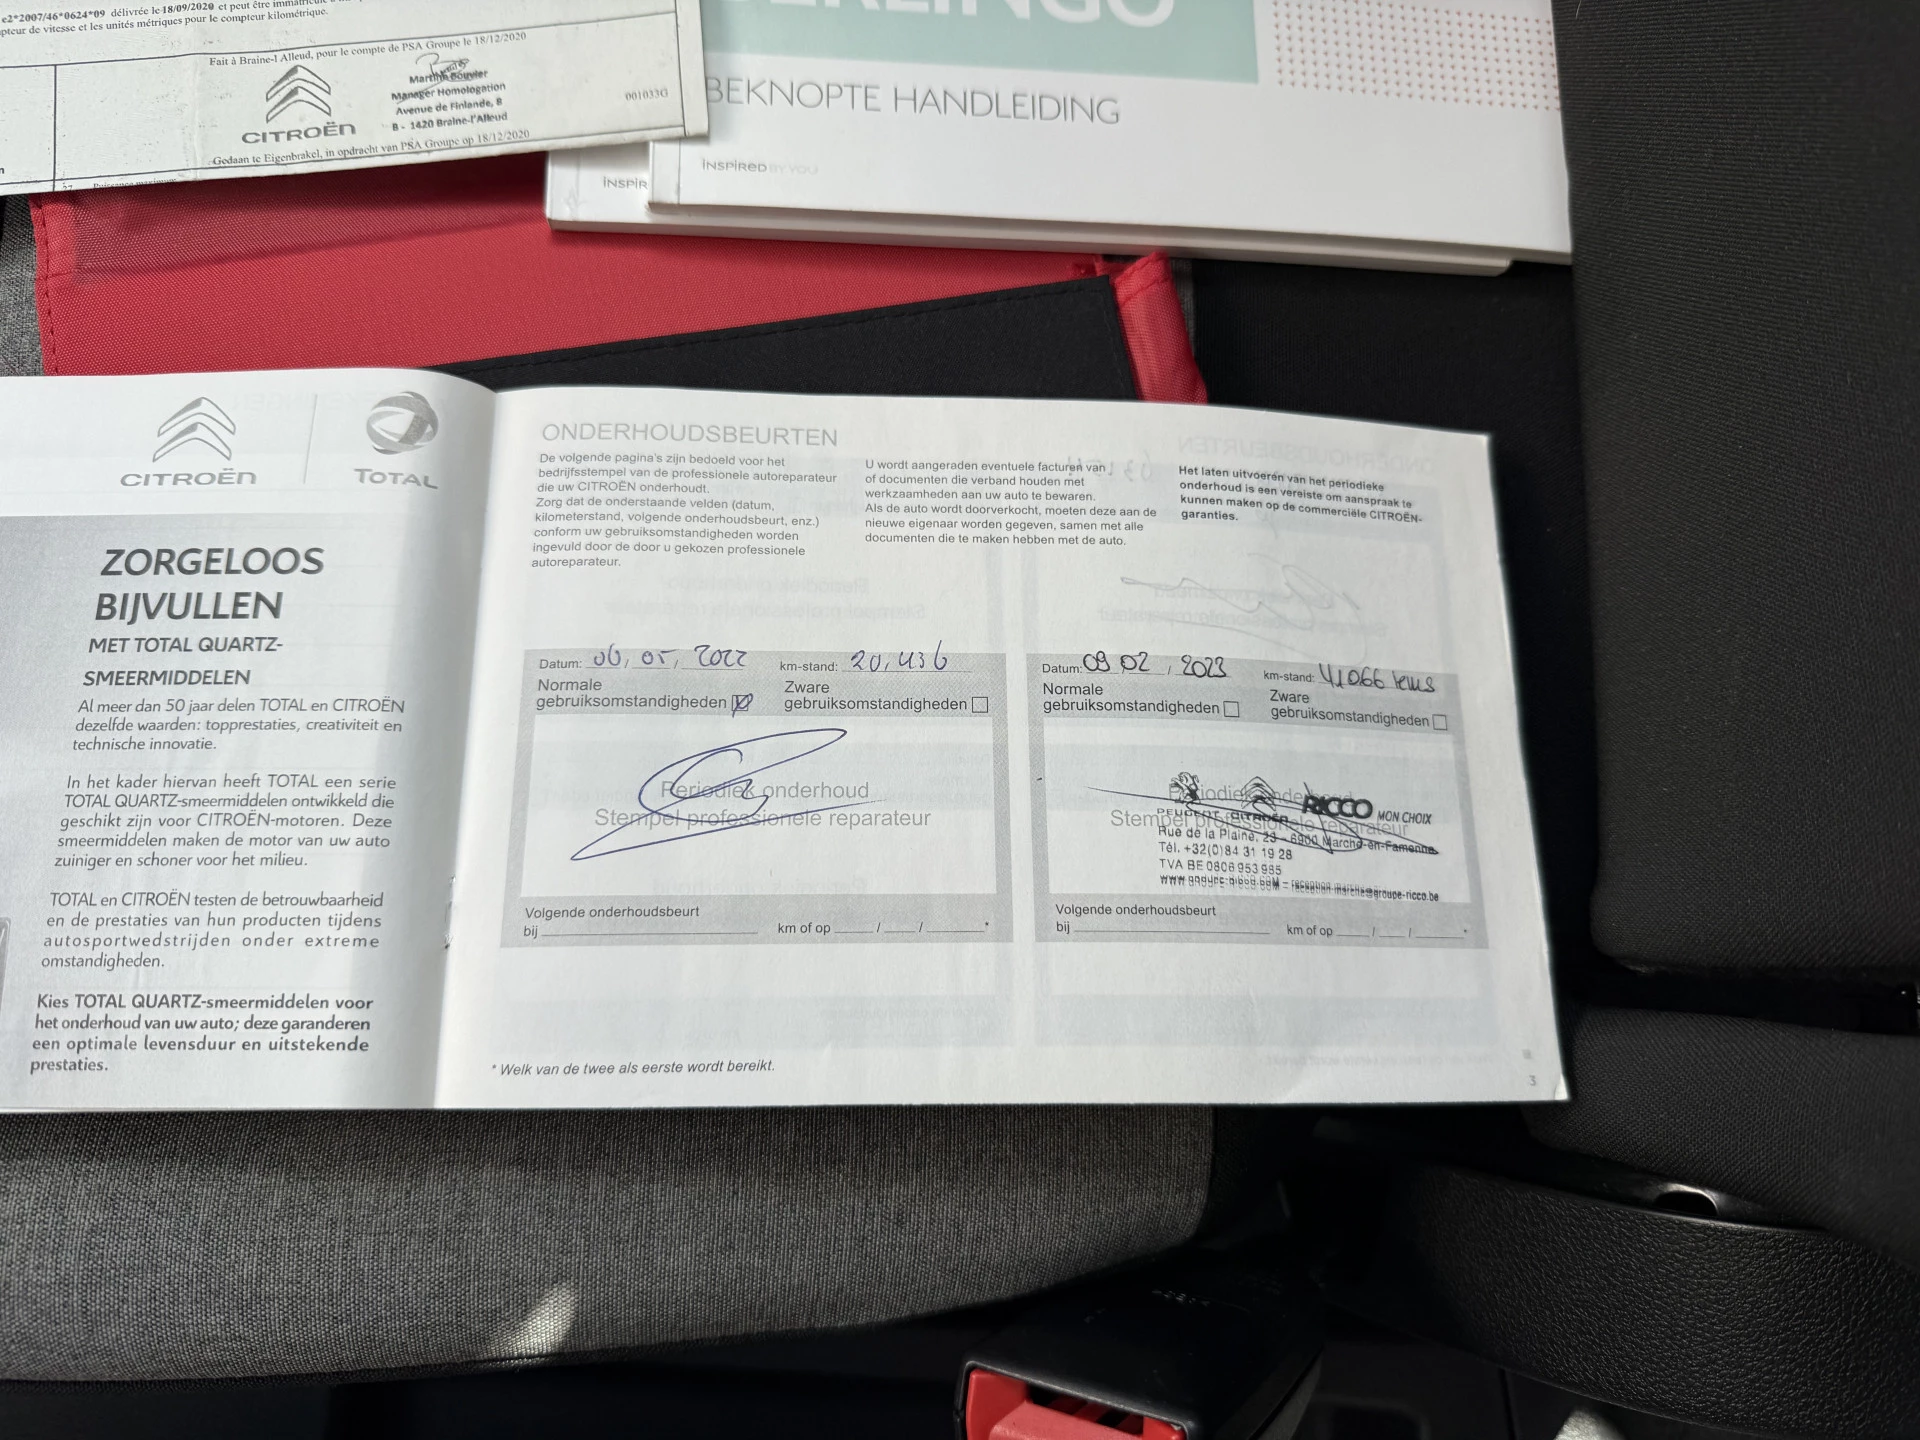 e2*2007/46*0624*09 délivrée le 18/09/2020 et peut être
pteur de vitesse et les unités métriques pour le compteur kilométrique.
Fait à Braine-l Alleud, pour le compte de PSA Groupe le 18/12/2020
Martine Bouvier
Manager Homologation
Avenue de Finlande, 8
B - 1420 Braine-l'Alleud
001033G
CITROËN
Gedaan te Eigenbrakel, in opdracht van PSA Groupe op 18/12/2020
BERLINGO
BEKNOPTE HANDLEIDING
INSPIRED BY YOU
INSPIR
CITROËN
TOTAL
ZORGELOOS
BIJVULLEN
MET TOTAL QUARTZ-
SMEERMIDDELEN
Al meer dan 50 jaar delen TOTAL en CITROËN
dezelfde waarden: topprestaties, creativiteit en
technische innovatie.
In het kader hiervan heeft TOTAL een serie
TOTAL QUARTZ-smeermiddelen ontwikkeld die
geschikt zijn voor CITROËN-motoren. Deze
smeermiddelen maken de motor van uw auto
zuiniger en schoner voor het milieu.
TOTAL en CITROËN testen de betrouwbaarheid
en de prestaties van hun producten tijdens
autosportwedstrijden onder extreme
omstandigheden.
Kies TOTAL QUARTZ-smeermiddelen voor
het onderhoud van uw auto; deze garanderen
een optimale levensduur en uitstekende
prestaties.
ONDERHOUDSBEURTEN
De volgende pagina's zijn bedoeld voor het
bedrijfsstempel van de professionele autoreparateur
die uw CITROËN onderhoudt.
Zorg dat de onderstaande velden (datum,
kilometerstand, volgende onderhoudsbeurt, enz.)
conform uw gebruiksomstandigheden worden
ingevuld door de door u gekozen professionele
autoreparateur.
U wordt aangeraden eventuele facturen van
of documenten die verband houden met
werkzaamheden aan uw auto te bewaren.
Als de auto wordt doorverkocht, moeten deze aan de
nieuwe eigenaar worden gegeven, samen met alle
documenten die te maken hebben met de auto.
Het laten uitvoeren van het periodieke
onderhoud is een vereiste om aanspraak te
kunnen maken op de commerciële CITROËN-
garanties.
Datum: 06, 05, 2022 km-stand: 20,436
Normale
gebruiksomstandigheden
Zware
gebruiksomstandigheden
Periodiek onderhoud
Stempel professionele reparateur
Volgende onderhoudsbeurt
bij km of op / / *
Datum: 09 02, 2023 km-stand: 41066 kms
Normale
gebruiksomstandigheden
Zware
gebruiksomstandigheden
Periodiek onderhoud
Stempel professionele reparateur
RICCO MON CHOIX
PEUGEOT CITROËN
Rue de la Plaine, 23 - 6900 Marche-en-Famenne
Tél. +32(0)84 31 19 28
TVA BE 0806 953 985
Volgende onderhoudsbeurt
bij km of op / / *
* Welk van de twee als eerste wordt bereikt.
3